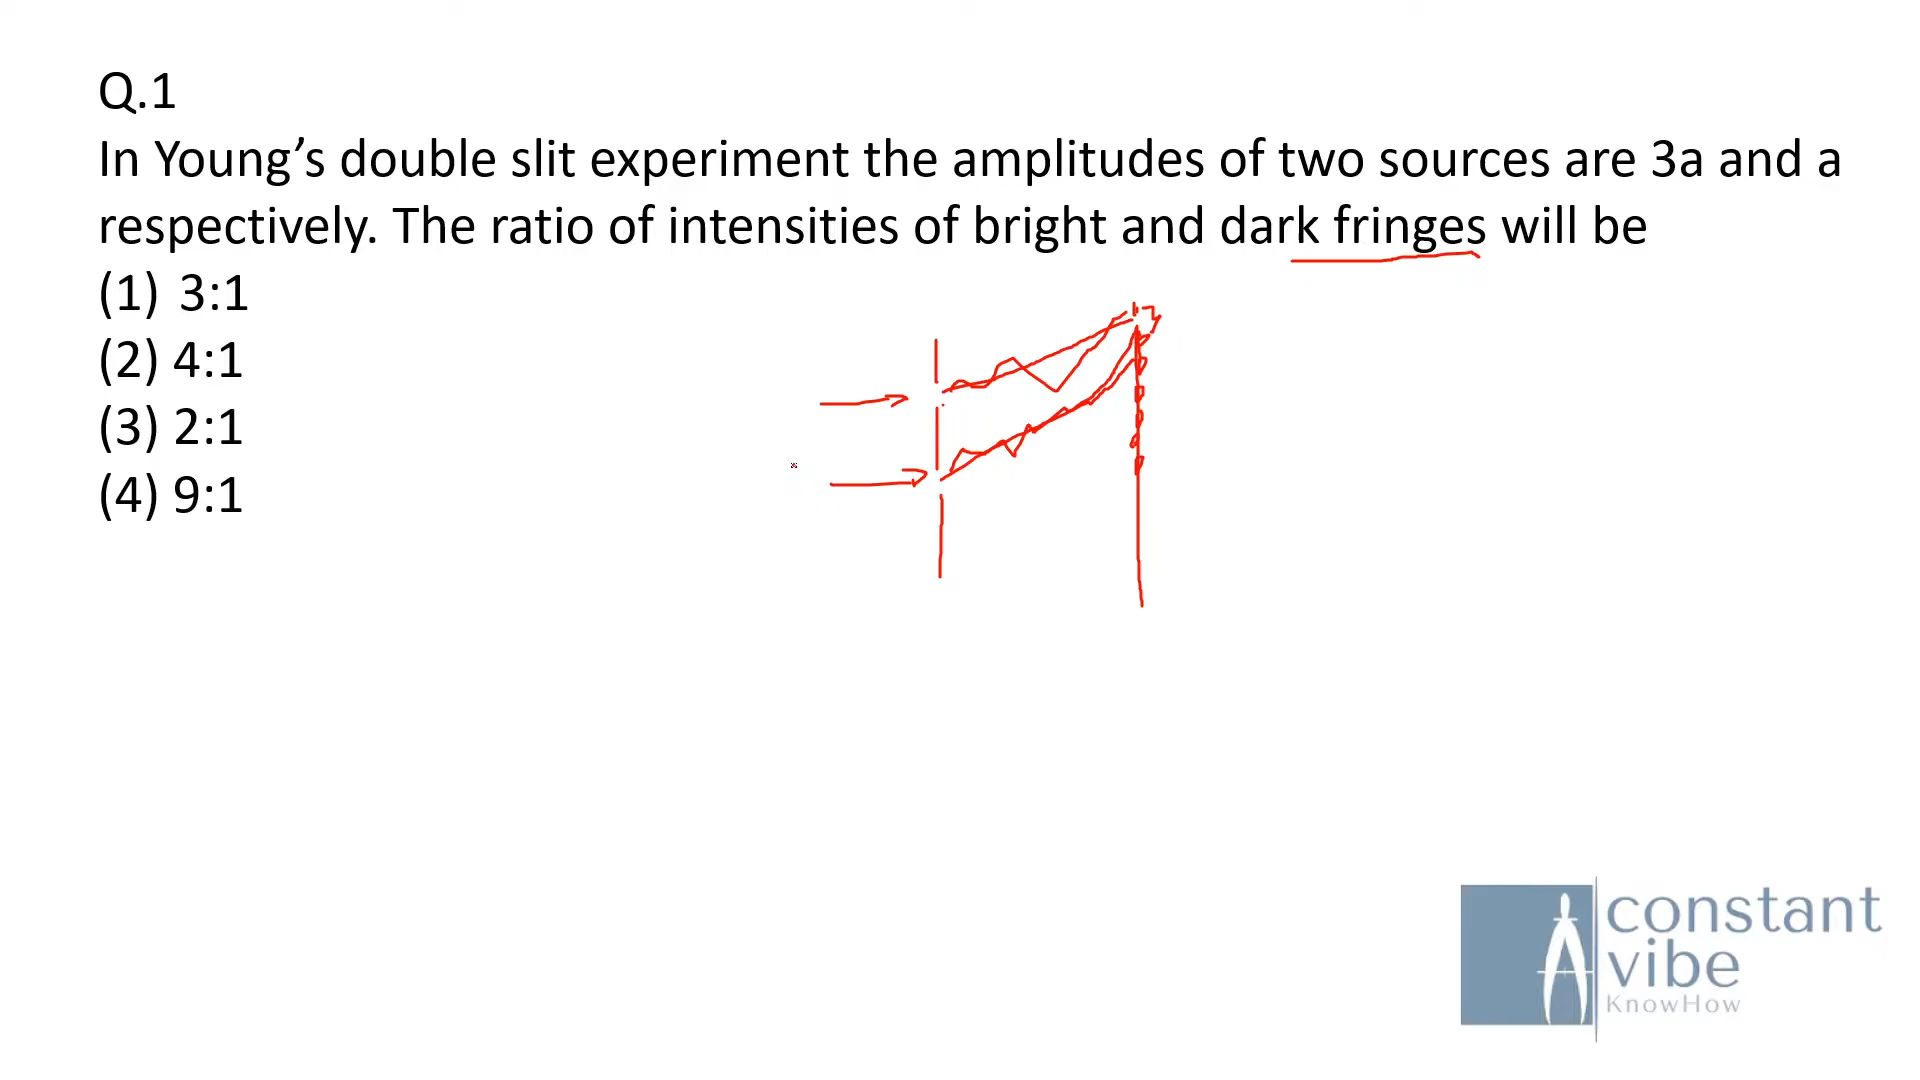 Q.1
In Young’s double slit experiment the amplitudes of two sources are 3a and a
respectively. The ratio of intensities of bright and dark fringes will be
(1) 3:1
(2) 4:1
(3) 2:1
(4) 9:1
constant
vibe
KnowHow